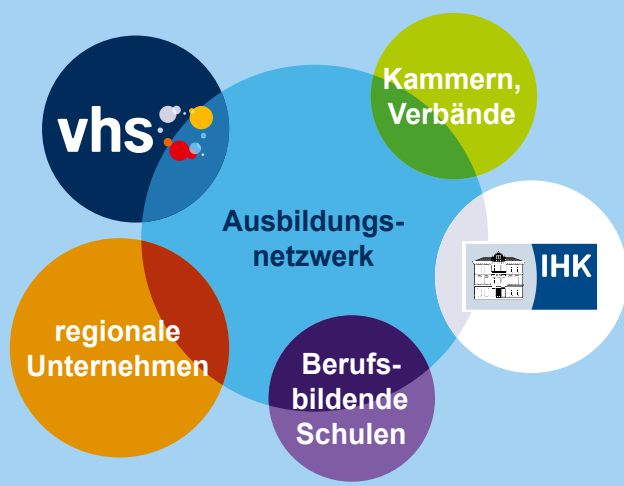 vhs
Kammern,
Verbände
Ausbildungs-
netzwerk
IHK
regionale
Unternehmen
Berufs-
bildende
Schulen